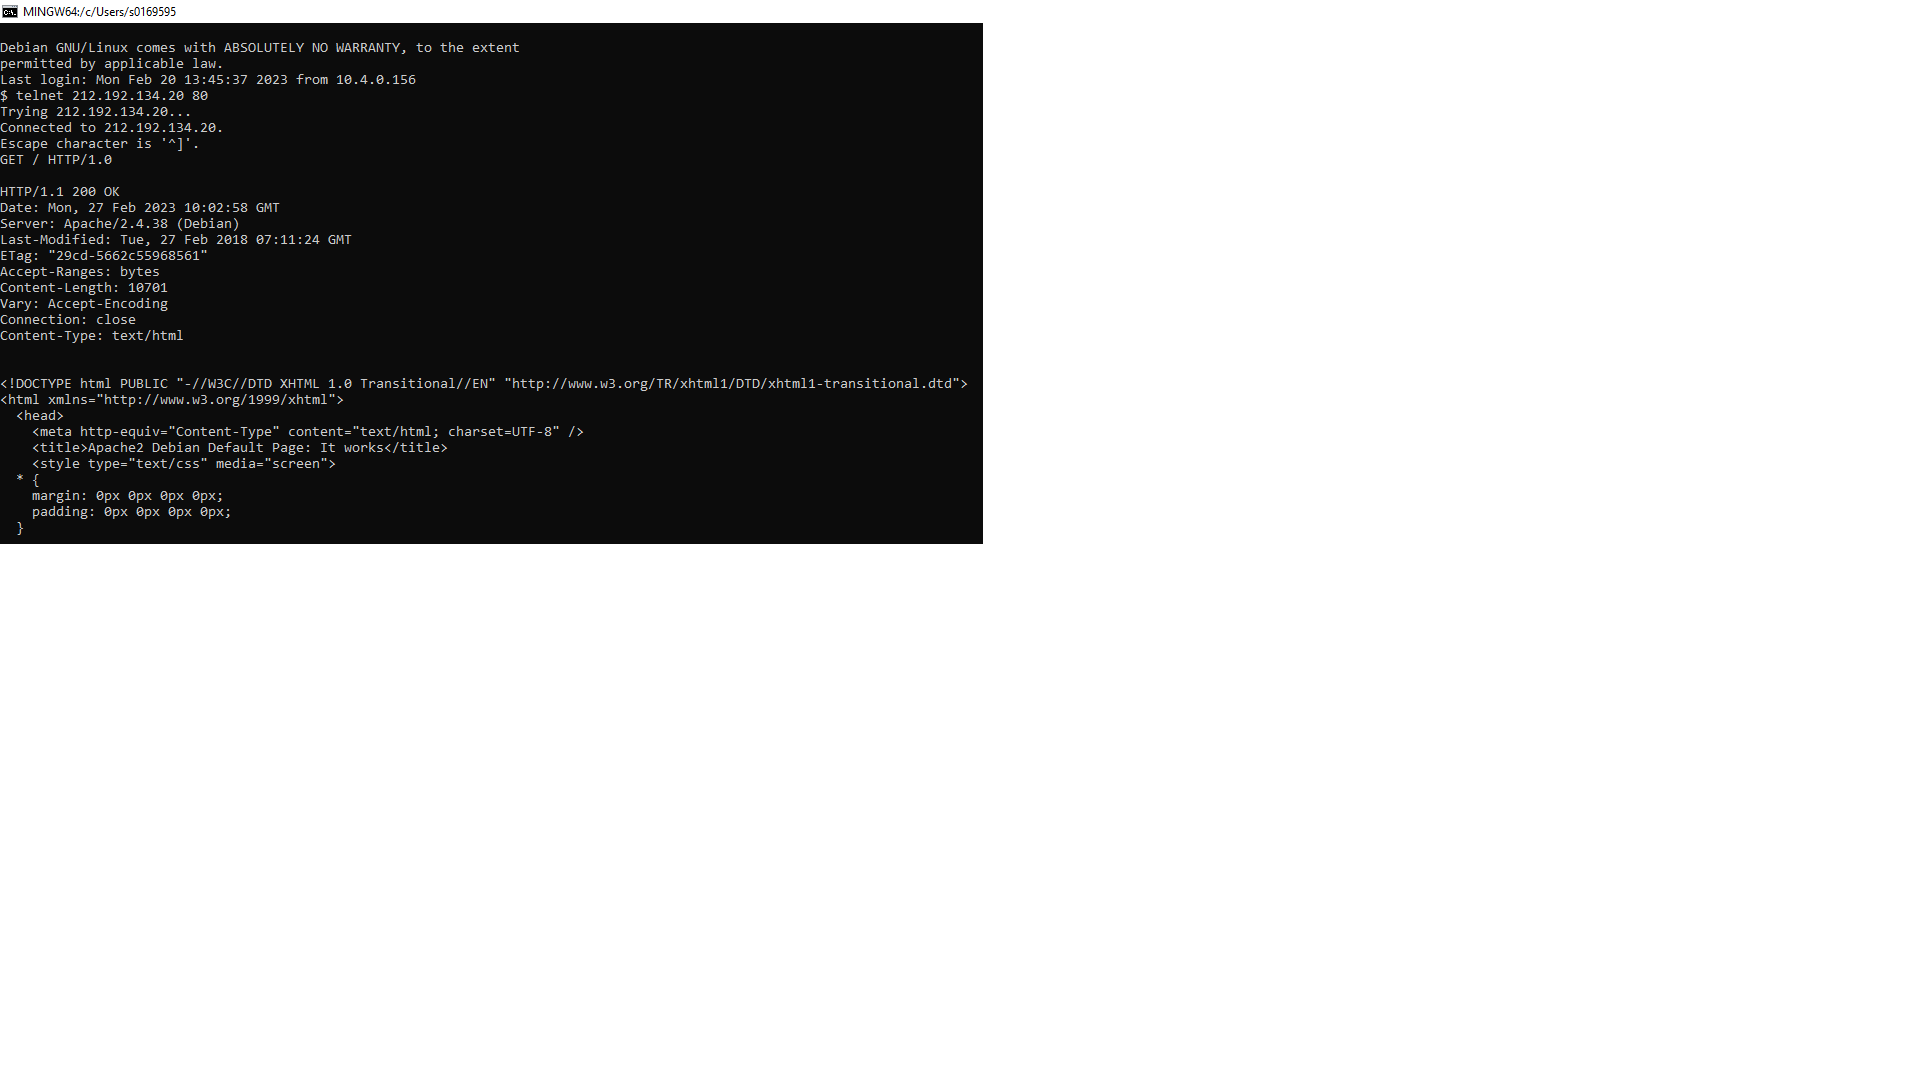 MINGW64:/c/Users/s0169595
Debian GNU/Linux comes with ABSOLUTELY NO WARRANTY, to the extent
permitted by applicable law.
Last login: Mon Feb 20 13:45:37 2023 from 10.4.0.156
$ telnet 212.192.134.20 80
Trying 212.192.134.20...
Connected to 212.192.134.20.
Escape character is '^]'.
GET / HTTP/1.0
HTTP/1.1 200 OK
Date: Mon, 27 Feb 2023 10:02:58 GMT
Server: Apache/2.4.38 (Debian)
Last-Modified: Tue, 27 Feb 2018 07:11:24 GMT
ETag: "29cd-5662c55968561"
Accept-Ranges: bytes
Content-Length: 10701
Vary: Accept-Encoding
Connection: close
Content-Type: text/html
<!DOCTYPE html PUBLIC "-//W3C//DTD XHTML 1.0 Transitional//EN" "http://www.w3.org/TR/xhtml1/DTD/xhtml1-transitional.dtd">
<html xmlns="http://www.w3.org/1999/xhtml">
  <head>
    <meta http-equiv="Content-Type" content="text/html; charset=UTF-8" />
    <title>Apache2 Debian Default Page: It works</title>
    <style type="text/css" media="screen">
  * {
    margin: 0px 0px 0px 0px;
    padding: 0px 0px 0px 0px;
  }